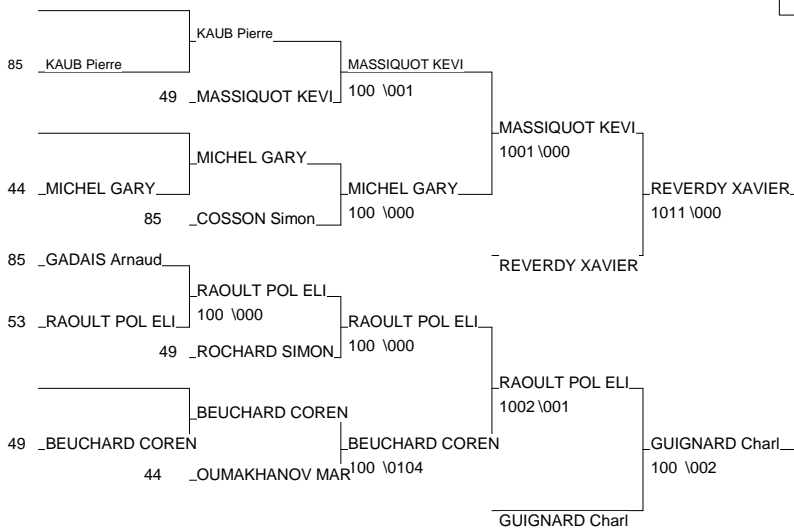 KAUB Pierre
85 KAUB Pierre MASSIQUOT KEVI
49 MASSIQUOT KEVI 100 \001
MASSIQUOT KEVI
1001 \000
MICHEL GARY
44 MICHEL GARY MICHEL GARY REVERDY XAVIER
85 COSSON Simon 100 \000 1011 \000
85 GADAIS Arnaud REVERDY XAVIER
RAOULT POL ELI
53 RAOULT POL ELI 100 \000 RAOULT POL ELI
49 ROCHARD SIMON 100 \000
RAOULT POL ELI
1002 \001
BEUCHARD COREN
49 BEUCHARD COREN BEUCHARD COREN GUIGNARD Charl
44 OUMAKHANOV MAR 100 \0104 100 \002
GUIGNARD Charl